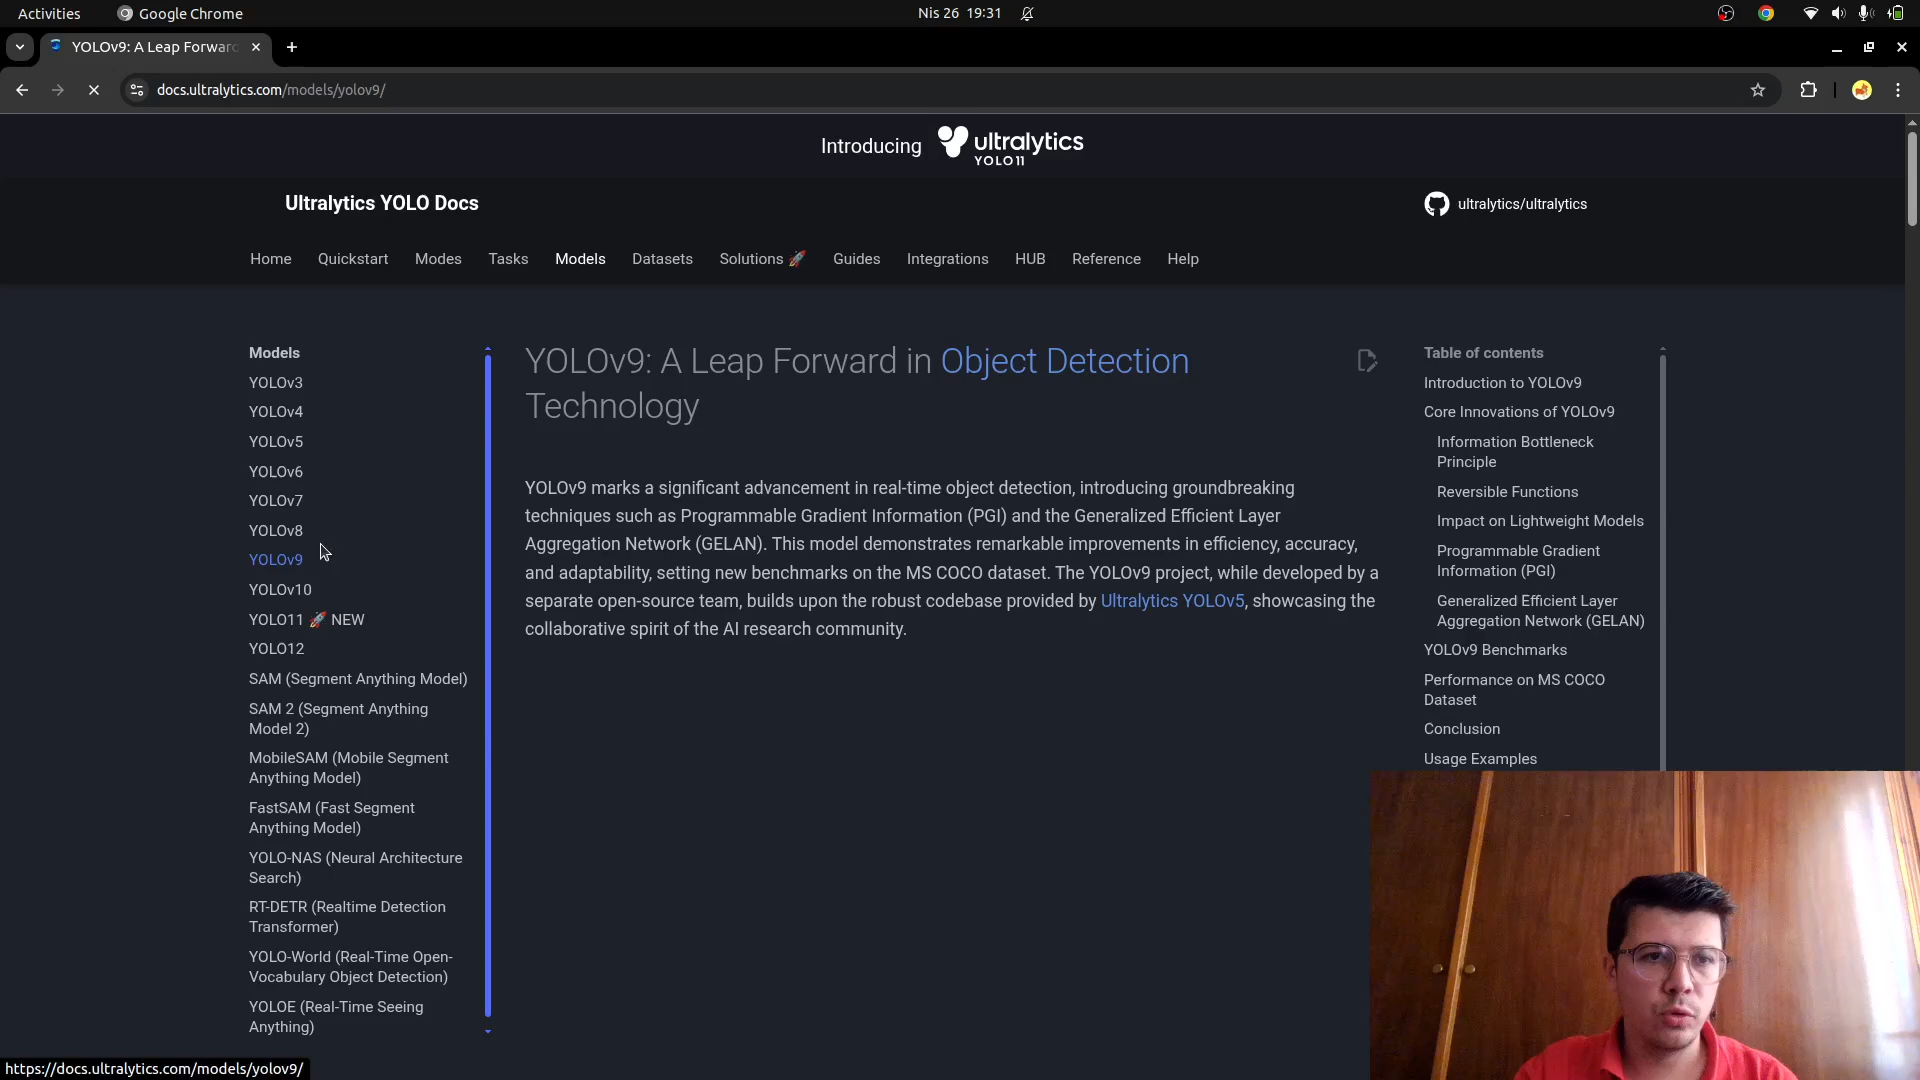 Activities
Google Chrome
Nis 26 19:31
YOLOv9: A Leap Forward
docs.ultralytics.com/models/yolov9/
Introducing ultralytics
YOLO11
Ultralytics YOLO Docs
ultralytics/ultralytics
Home Quickstart Modes Tasks Models Datasets Solutions 🚀 Guides Integrations HUB Reference Help
Models
YOLOv3
YOLOv4
YOLOv5
YOLOv6
YOLOv7
YOLOv8
YOLOv9
YOLOv10
YOLO11 🚀 NEW
YOLO12
SAM (Segment Anything Model)
SAM 2 (Segment Anything
Model 2)
MobileSAM (Mobile Segment
Anything Model)
FastSAM (Fast Segment
Anything Model)
YOLO-NAS (Neural Architecture
Search)
RT-DETR (Realtime Detection
Transformer)
YOLO-World (Real-Time Open-
Vocabulary Object Detection)
YOLOE (Real-Time Seeing
Anything)
YOLOv9: A Leap Forward in Object Detection
Technology
YOLOv9 marks a significant advancement in real-time object detection, introducing groundbreaking
techniques such as Programmable Gradient Information (PGI) and the Generalized Efficient Layer
Aggregation Network (GELAN). This model demonstrates remarkable improvements in efficiency, accuracy,
and adaptability, setting new benchmarks on the MS COCO dataset. The YOLOv9 project, while developed by a
separate open-source team, builds upon the robust codebase provided by Ultralytics YOLOv5, showcasing the
collaborative spirit of the AI research community.
Table of contents
Introduction to YOLOv9
Core Innovations of YOLOv9
Information Bottleneck
Principle
Reversible Functions
Impact on Lightweight Models
Programmable Gradient
Information (PGI)
Generalized Efficient Layer
Aggregation Network (GELAN)
YOLOv9 Benchmarks
Performance on MS COCO
Dataset
Conclusion
Usage Examples
https://docs.ultralytics.com/models/yolov9/